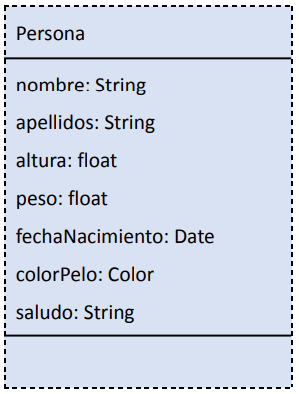 Persona
nombre: String
apellidos: String
altura: float
peso: float
fechaNacimiento: Date
colorPelo: Color
saludo: String